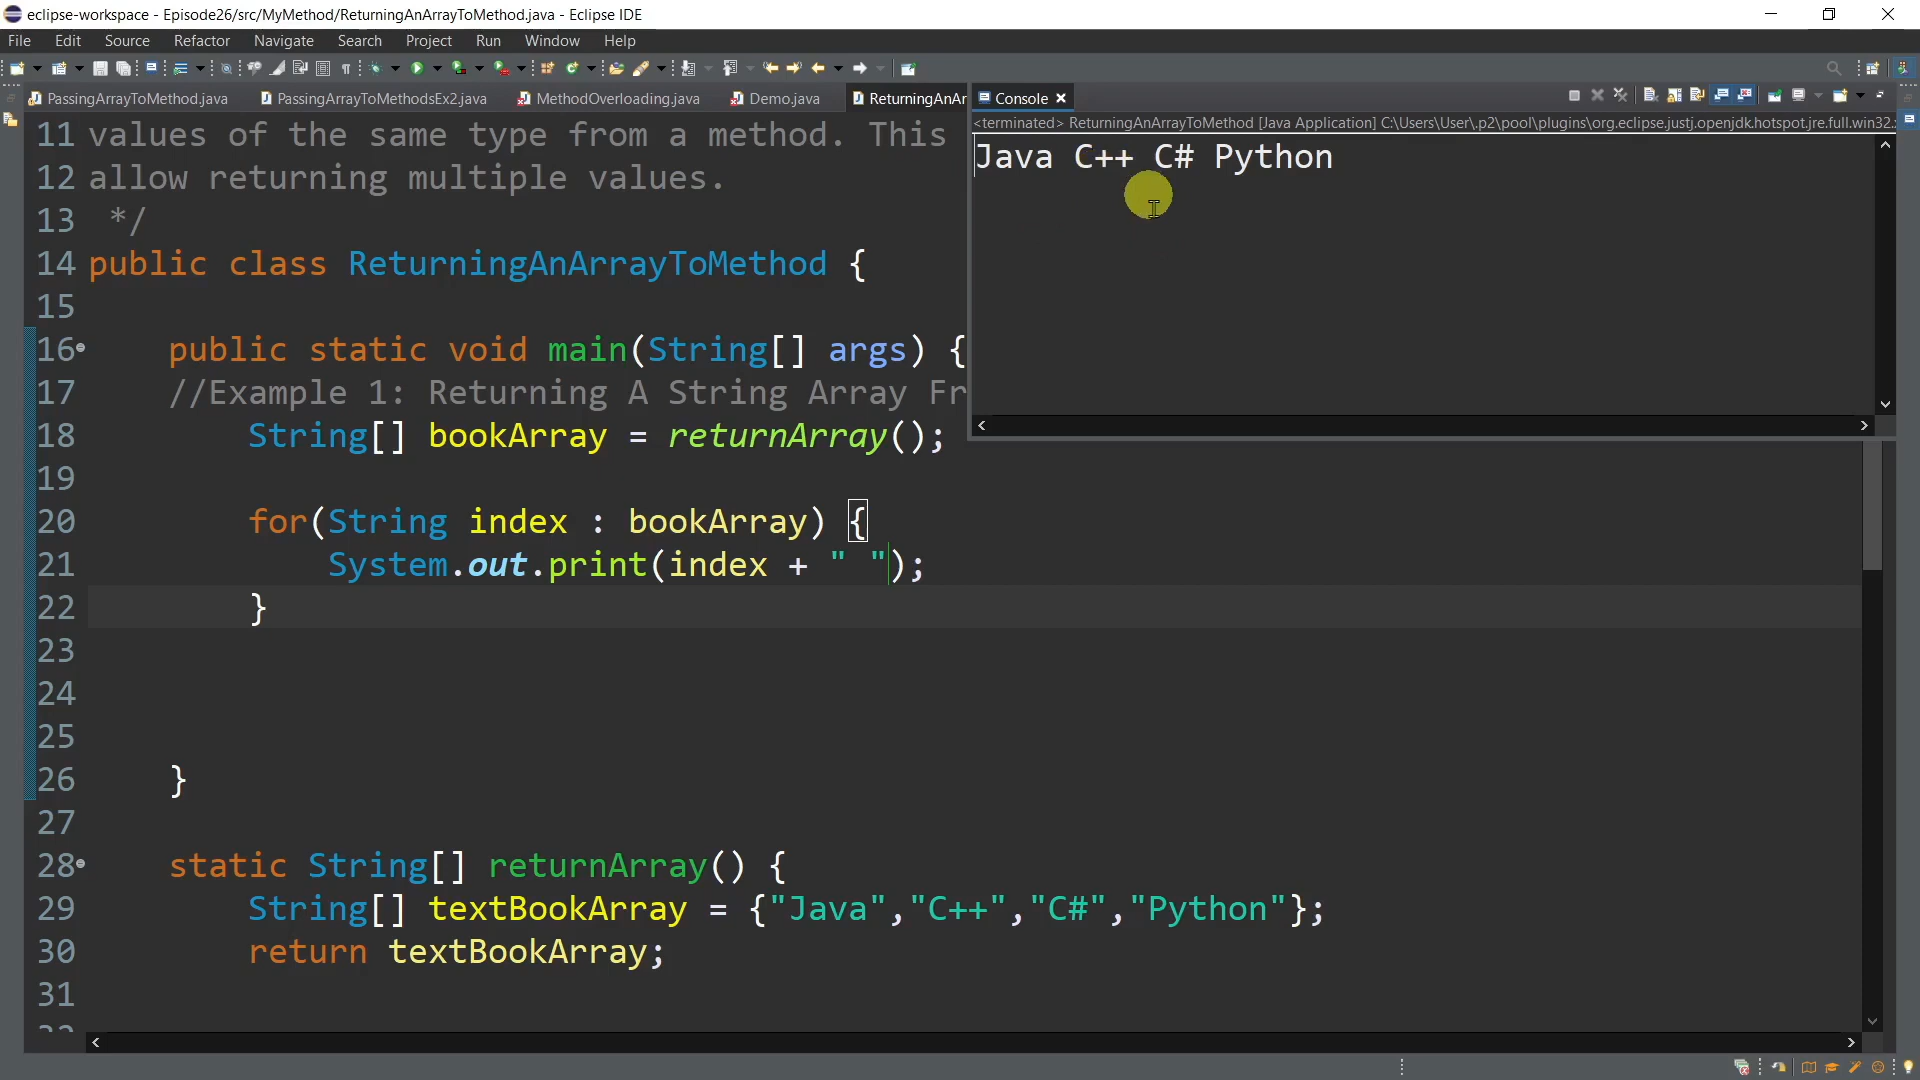 eclipse-workspace - Episode26/src/MyMethod/ReturningAnArrayToMethod.java - Eclipse IDE
File Edit Source Refactor Navigate Search Project Run Window Help
PassingArrayToMethod.java PassingArrayToMethodsEx2.java MethodOverloading.java Demo.java ReturningAnAr Console
<terminated> ReturningAnArrayToMethod [Java Application] C:\Users\User\.p2\pool\plugins\org.eclipse.justj.openjdk.hotspot.jre.full.win32.
Java C++ C# Python
11 values of the same type from a method. This
12 allow returning multiple values.
13 */
14 public class ReturningAnArrayToMethod {
15
16 public static void main(String[] args) {
17 //Example 1: Returning A String Array Fr
18 String[] bookArray = returnArray();
19
20 for(String index : bookArray) {
21 System.out.print(index + " ");
22 }
23
24
25
26 }
27
28 static String[] returnArray() {
29 String[] textBookArray = {"Java","C++","C#","Python"};
30 return textBookArray;
31